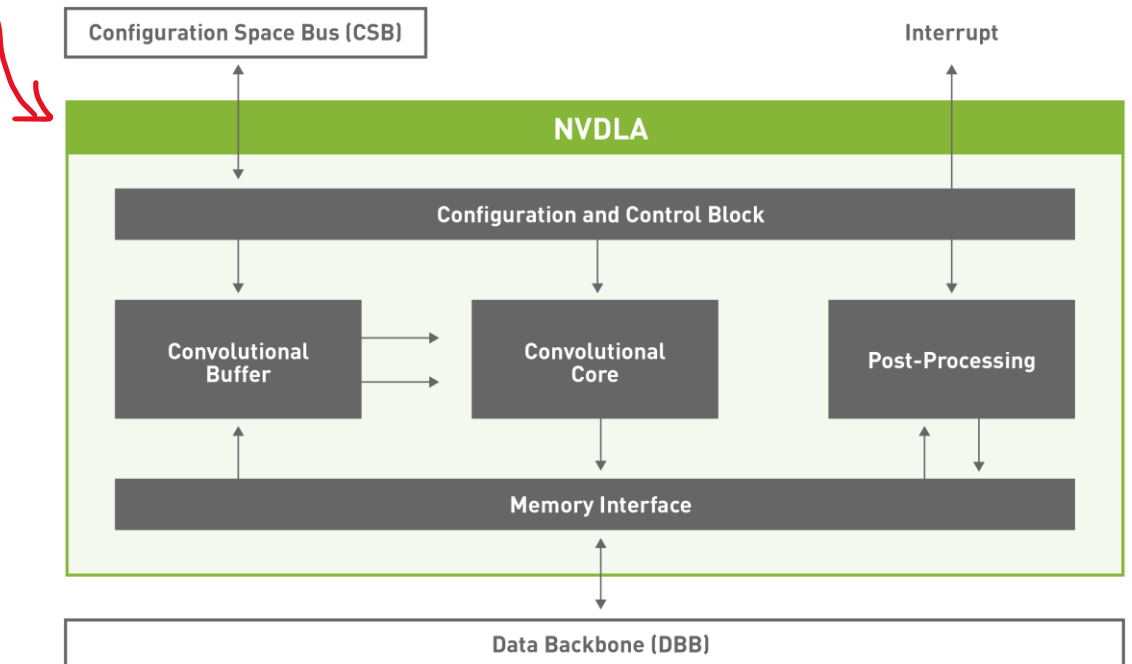 Configuration Space Bus (CSB)
Interrupt
NVDLA
Configuration and Control Block
Convolutional
Buffer
Convolutional
Core
Post-Processing
Memory Interface
Data Backbone (DBB)